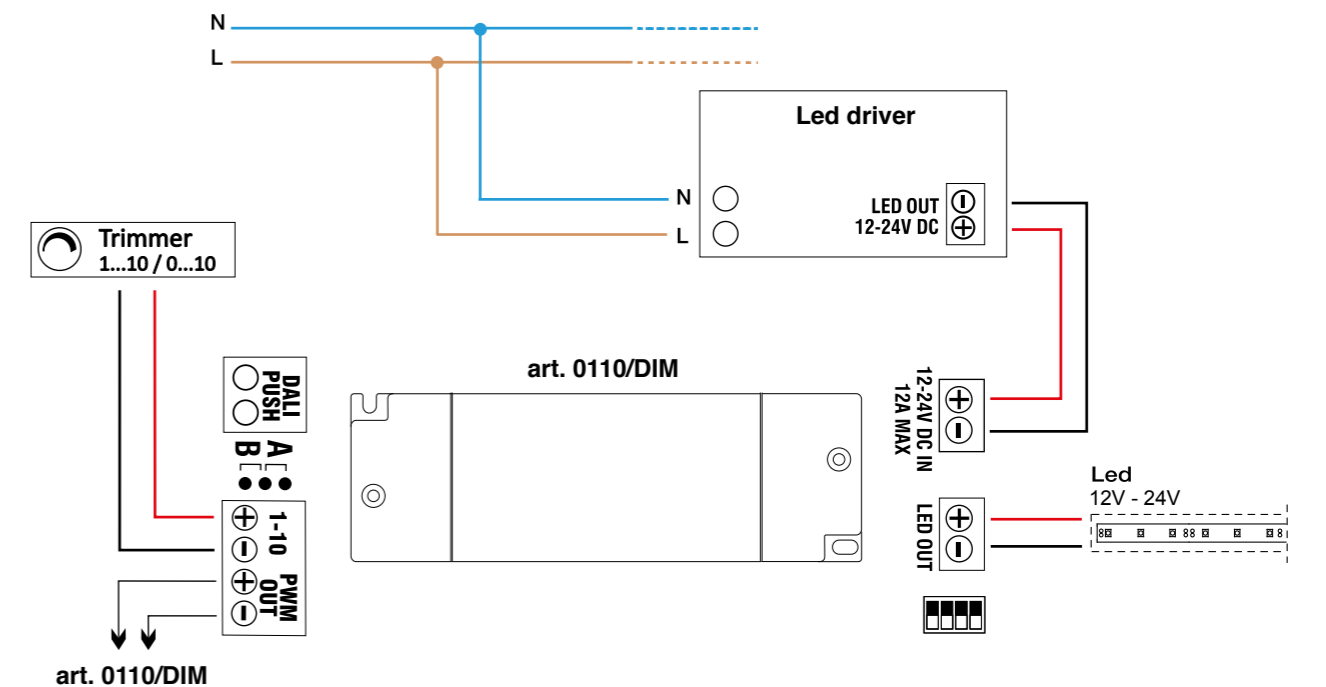 N
L
Led driver
N
L
LED OUT
12-24V DC
Trimmer
1...10 / 0...10
art. 0110/DIM
DALI
PUSH
B A
1-10
PWM
OUT
art. 0110/DIM
12-24V DC IN
12A MAX
LED OUT
Led
12V - 24V